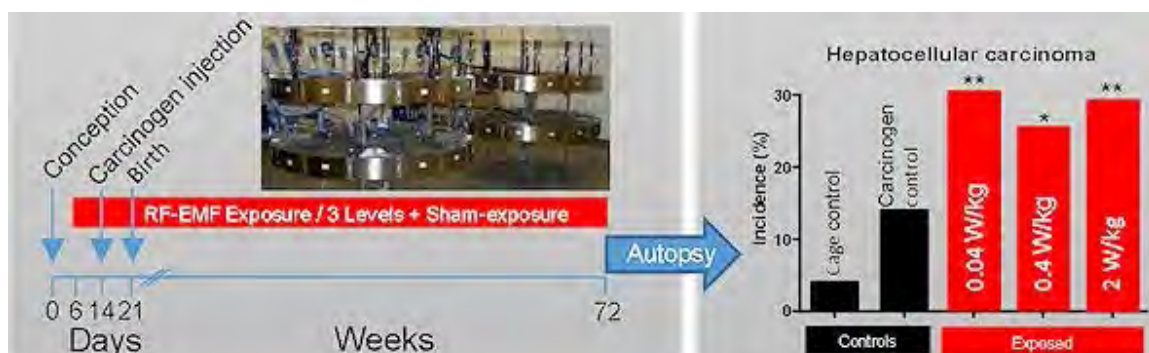 Conception
Carcinogen injection
Birth
RF-EMF Exposure / 3 Levels + Sham-exposure
0 6 14 21
72
Days
Weeks
Autopsy
Hepatocellular carcinoma
Incidence (%)
30
20
10
0
Cage control
Carcinogen
control
**
0.04 W/kg
*
0.4 W/kg
**
2 W/kg
Controls
Exposed